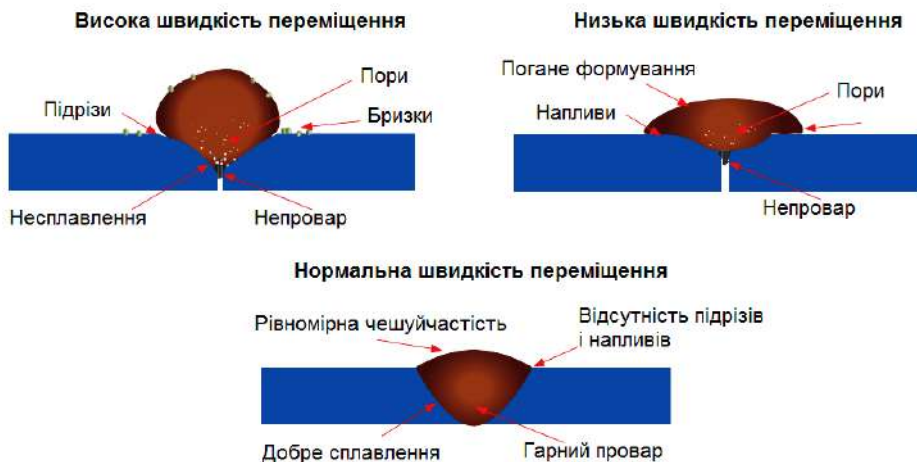 Висока швидкість переміщення
Підрізи
Пори
Бризки
Несплавлення
Непровар
Низька швидкість переміщення
Погане формування
Напливи
Пори
Непровар
Нормальна швидкість переміщення
Рівномірна чешуйчастість
Відсутність підрізів
і напливів
Добре сплавлення
Гарний провар